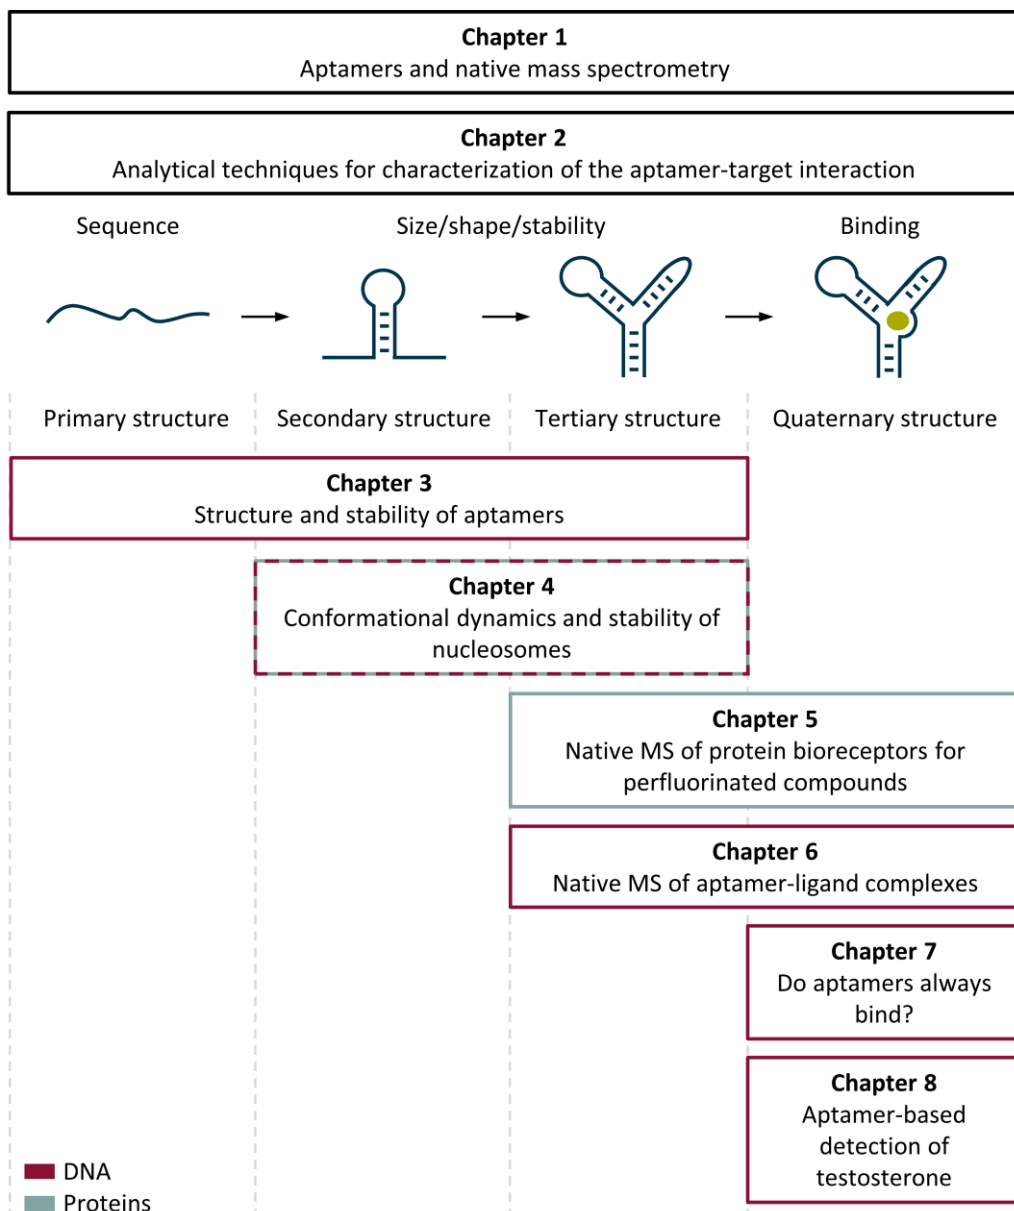 Chapter 1
Aptamers and native mass spectrometry
Chapter 2
Analytical techniques for characterization of the aptamer-target interaction
Sequence
Size/shape/stability
Binding
Primary structure
Secondary structure
Tertiary structure
Quaternary structure
Chapter 3
Structure and stability of aptamers
Chapter 4
Conformational dynamics and stability of
nucleosomes
Chapter 5
Native MS of protein bioreceptors for
perfluorinated compounds
Chapter 6
Native MS of aptamer-ligand complexes
Chapter 7
Do aptamers always
bind?
Chapter 8
Aptamer-based
detection of
testosterone
DNA
Proteins